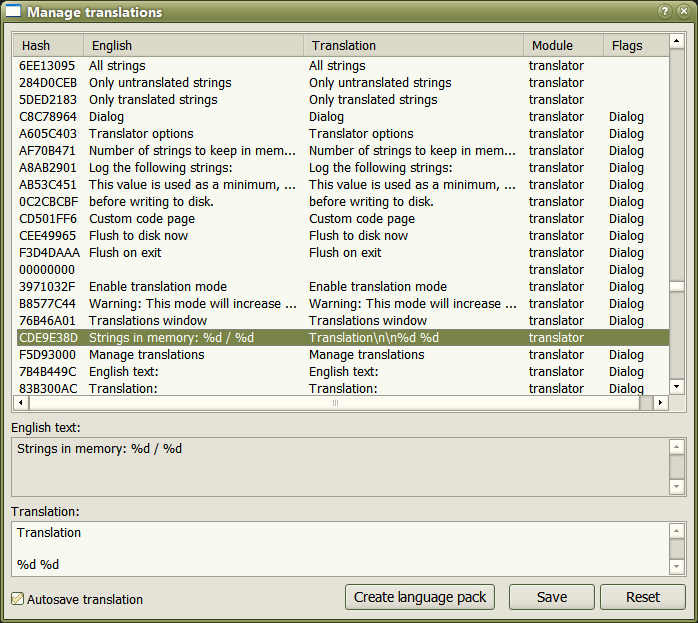 Manage translations
Hash English Translation Module Flags
6EE13095 All strings All strings translator
284D0CEB Only untranslated strings Only untranslated strings translator
5DED2183 Only translated strings Only translated strings translator
C8C78964 Dialog Dialog translator Dialog
A605C403 Translator options Translator options translator Dialog
AF70B471 Number of strings to keep in mem... Number of strings to keep in mem... translator Dialog
A8AB2901 Log the following strings: Log the following strings: translator Dialog
AB53C451 This value is used as a minimum, ... This value is used as a minimum, ... translator Dialog
0C2CBCBF before writing to disk. before writing to disk. translator Dialog
CD501FF6 Custom code page Custom code page translator Dialog
CEE49965 Flush to disk now Flush to disk now translator Dialog
F3D4DAAA Flush on exit Flush on exit translator Dialog
00000000 translator Dialog
3971032F Enable translation mode Enable translation mode translator Dialog
B8577C44 Warning: This mode will increase ... Warning: This mode will increase ... translator Dialog
76B46A01 Translations window Translations window translator Dialog
CDE9E38D Strings in memory: %d / %d Translation\n\n%d %d translator
F5D93000 Manage translations Manage translations translator Dialog
7B4B449C English text: English text: translator Dialog
83B300AC Translation: Translation: translator Dialog
English text:
Strings in memory: %d / %d
Translation:
Translation
%d %d
Autosave translation Create language pack Save Reset